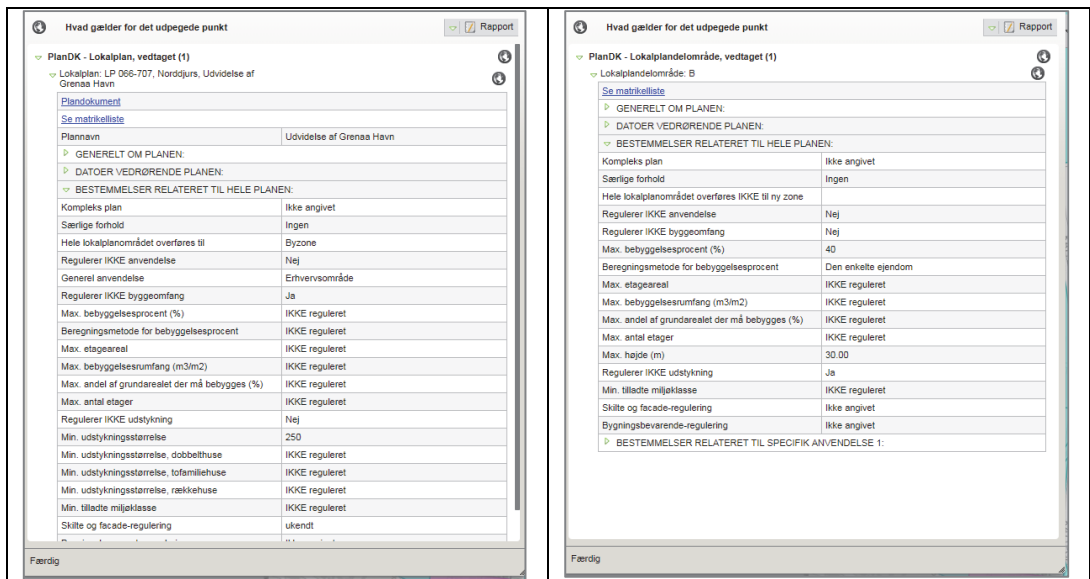 Hvad gælder for det udpegede punkt
Rapport
PlanDK - Lokalplan, vedtaget (1)
Lokalplan: LP 066-707, Norddjurs, Udvidelse af
Grenaa Havn
Plandokument
Se matrikelliste
Plannavn Udvidelse af Grenaa Havn
GENERELT OM PLANEN:
DATOER VEDRØRENDE PLANEN:
BESTEMMELSER RELATERET TIL HELE PLANEN:
Kompleks plan Ikke angivet
Særlige forhold Ingen
Hele lokalplanområdet overføres til Byzone
Regulerer IKKE anvendelse Nej
Generel anvendelse Erhvervsområde
Regulerer IKKE byggeomfang Ja
Max. bebyggelsesprocent (%) IKKE reguleret
Beregningsmetode for bebyggelsesprocent IKKE reguleret
Max. etageareal IKKE reguleret
Max. bebyggelsesrumfang (m3/m2) IKKE reguleret
Max. andel af grundarealet der må bebygges (%) IKKE reguleret
Max. antal etager IKKE reguleret
Regulerer IKKE udstykning Nej
Min. udstykningsstørrelse 250
Min. udstykningsstørrelse, dobbelthuse IKKE reguleret
Min. udstykningsstørrelse, tofamiliehuse IKKE reguleret
Min. udstykningsstørrelse, rækkehuse IKKE reguleret
Min. tilladte miljøklasse IKKE reguleret
Skilte og facade-regulering ukendt
Færdig
Hvad gælder for det udpegede punkt
Rapport
PlanDK - Lokalplandelområde, vedtaget (1)
Lokalplandelområde: B
Se matrikelliste
GENERELT OM PLANEN:
DATOER VEDRØRENDE PLANEN:
BESTEMMELSER RELATERET TIL HELE PLANEN:
Kompleks plan Ikke angivet
Særlige forhold Ingen
Hele lokalplanområdet overføres IKKE til ny zone
Regulerer IKKE anvendelse Nej
Regulerer IKKE byggeomfang Nej
Max. bebyggelsesprocent (%) 40
Beregningsmetode for bebyggelsesprocent Den enkelte ejendom
Max. etageareal IKKE reguleret
Max. bebyggelsesrumfang (m3/m2) IKKE reguleret
Max. andel af grundarealet der må bebygges (%) IKKE reguleret
Max. antal etager IKKE reguleret
Max. højde (m) 30.00
Regulerer IKKE udstykning Ja
Min. tilladte miljøklasse IKKE reguleret
Skilte og facade-regulering Ikke angivet
Bygningsbevarende-regulering Ikke angivet
BESTEMMELSER RELATERET TIL SPECIFIK ANVENDELSE 1:
Færdig